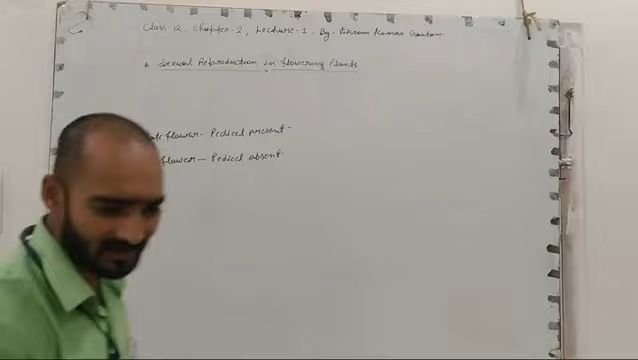 Class 12. Chapter-2, Lecture-1. By. Vikram Kumar Gautam
Sexual Reproduction in flowering Plants
flower- Pedicel present-
flower- Pedicel absent-